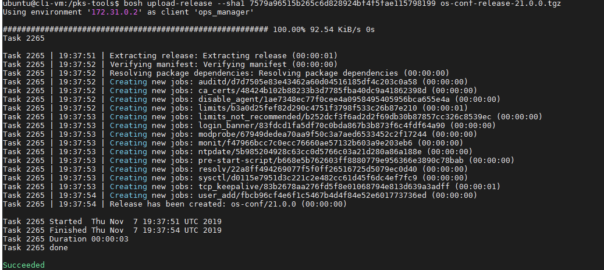 ubuntu@cli-vm:/pks-tools$ bosh upload-release --sha1 7579a96515b265c6d828924bf4f5fae115798199 os-conf-release-21.0.0.tgz
Using environment '172.31.0.2' as client 'ops_manager'
######################################################## 100.00% 92.54 KiB/s 0s
Task 2265
Task 2265 | 19:37:51 | Extracting release: Extracting release (00:00:01)
Task 2265 | 19:37:52 | Verifying manifest: Verifying manifest (00:00:00)
Task 2265 | 19:37:52 | Resolving package dependencies: Resolving package dependencies (00:00:00)
Task 2265 | 19:37:52 | Creating new jobs: auditd/d7d7505e83e43462a60d04516185df4c203c0a58 (00:00:00)
Task 2265 | 19:37:52 | Creating new jobs: ca_certs/48424b102b88233b3d7785fba40dc9a41862398d (00:00:00)
Task 2265 | 19:37:52 | Creating new jobs: disable_agent/1ae7348ec77f0cee4a0958495405956bca655e4a (00:00:00)
Task 2265 | 19:37:52 | Creating new jobs: limits/b3a0d25fef82d290c4751f3798f533c26b87e210 (00:00:01)
Task 2265 | 19:37:53 | Creating new jobs: limits_not_recommended/b252dcf3f6ad2d2f69db30b87857cc326c8539ec (00:00:00)
Task 2265 | 19:37:53 | Creating new jobs: login_banner/83fdcd1fa5df70c0bda867b3b873f6c4fdf64a90 (00:00:00)
Task 2265 | 19:37:53 | Creating new jobs: modprobe/67949dedea70aa9f50c3a7aed6533452c2f17244 (00:00:00)
Task 2265 | 19:37:53 | Creating new jobs: monit/f47966bcc7c0ecc76660ae57132b603a9e203eb6 (00:00:00)
Task 2265 | 19:37:53 | Creating new jobs: ntpdate/5b985204928c63cc0d5766c03a21d280a86a188e (00:00:00)
Task 2265 | 19:37:53 | Creating new jobs: pre-start-script/b668e5b762603ff8880779e956366e3890c78bab (00:00:00)
Task 2265 | 19:37:53 | Creating new jobs: resolv/22a8ff494269077f5f0ff26516725d5079ec0d40 (00:00:00)
Task 2265 | 19:37:53 | Creating new jobs: sysctl/d0115e7951d3c221c2e482cc61d45f6dc4ef7fc9 (00:00:00)
Task 2265 | 19:37:53 | Creating new jobs: tcp_keepalive/83b2678aa276fd5f8e01068794e813d639a3adff (00:00:01)
Task 2265 | 19:37:54 | Creating new jobs: user_add/fbcb96cf4e6f1c5467b4d4f84e52e601773736ed (00:00:00)
Task 2265 | 19:37:54 | Release has been created: os-conf/21.0.0 (00:00:00)
Task 2265 Started  Thu Nov  7 19:37:51 UTC 2019
Task 2265 Finished Thu Nov  7 19:37:54 UTC 2019
Task 2265 Duration 00:00:03
Task 2265 done
Succeeded